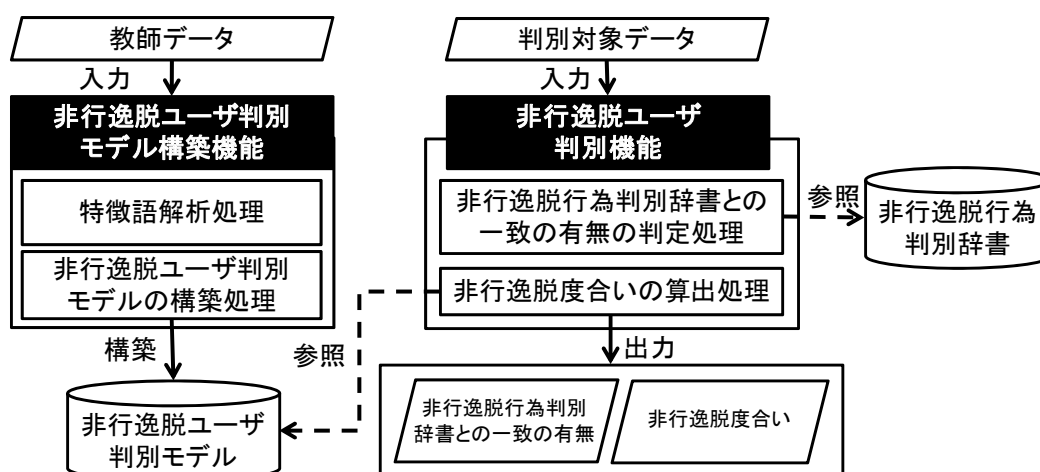 教師データ
入力
非行逸脱ユーザ判別
モデル構築機能
特徴語解析処理
非行逸脱ユーザ判別
モデルの構築処理
構築
非行逸脱ユーザ
判別モデル
判別対象データ
入力
非行逸脱ユーザ
判別機能
非行逸脱行為判別辞書との
一致の有無の判定処理
非行逸脱度合いの算出処理
参照
非行逸脱行為
判別辞書
参照
出力
非行逸脱行為判別
辞書との一致の有無
非行逸脱度合い